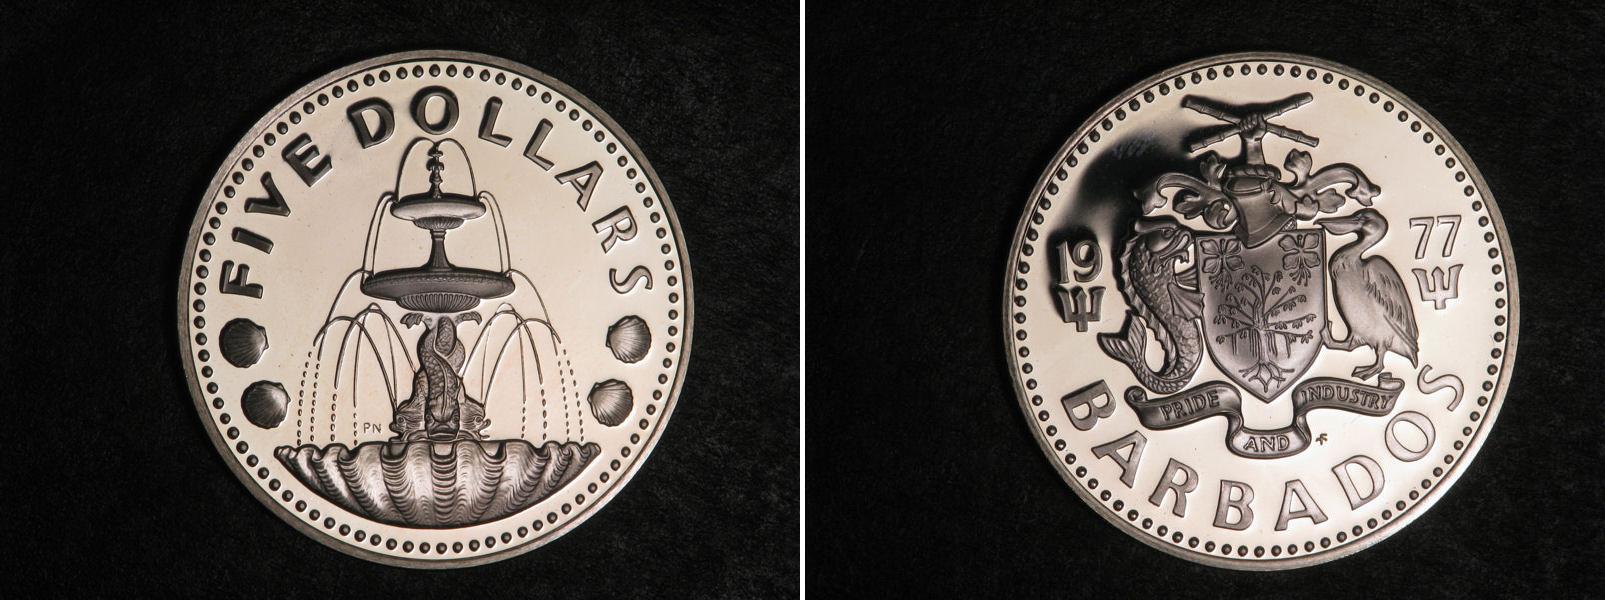 FIVE DOLLARS
PN
19 77
PRIDE AND INDUSTRY
BARBADOS